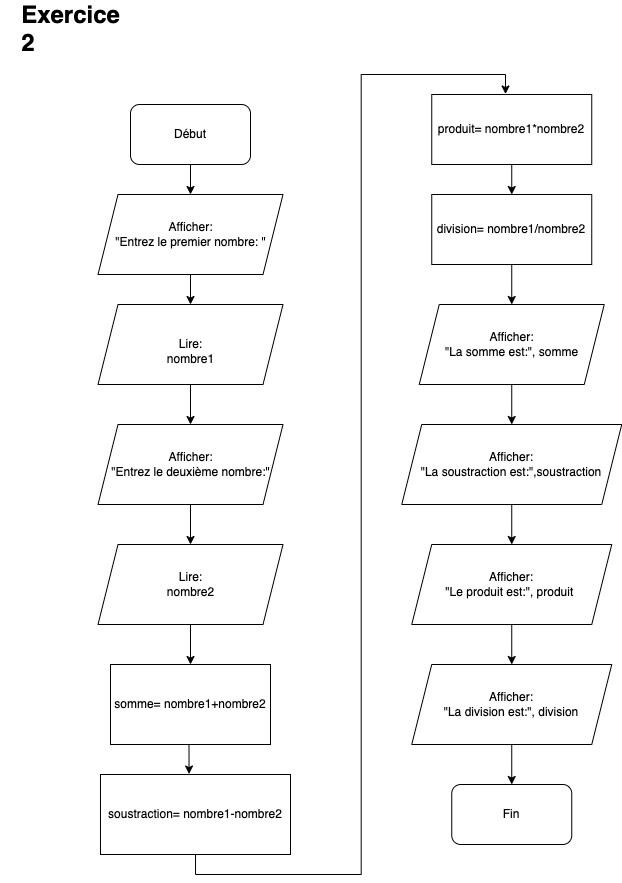 Exercice
2
Début
Afficher:
"Entrez le premier nombre: "
Lire:
nombre1
Afficher:
"Entrez le deuxième nombre:"
Lire:
nombre2
somme= nombre1+nombre2
soustraction= nombre1-nombre2
produit= nombre1*nombre2
division= nombre1/nombre2
Afficher:
"La somme est:", somme
Afficher:
"La soustraction est:",soustraction
Afficher:
"Le produit est:", produit
Afficher:
"La division est:", division
Fin